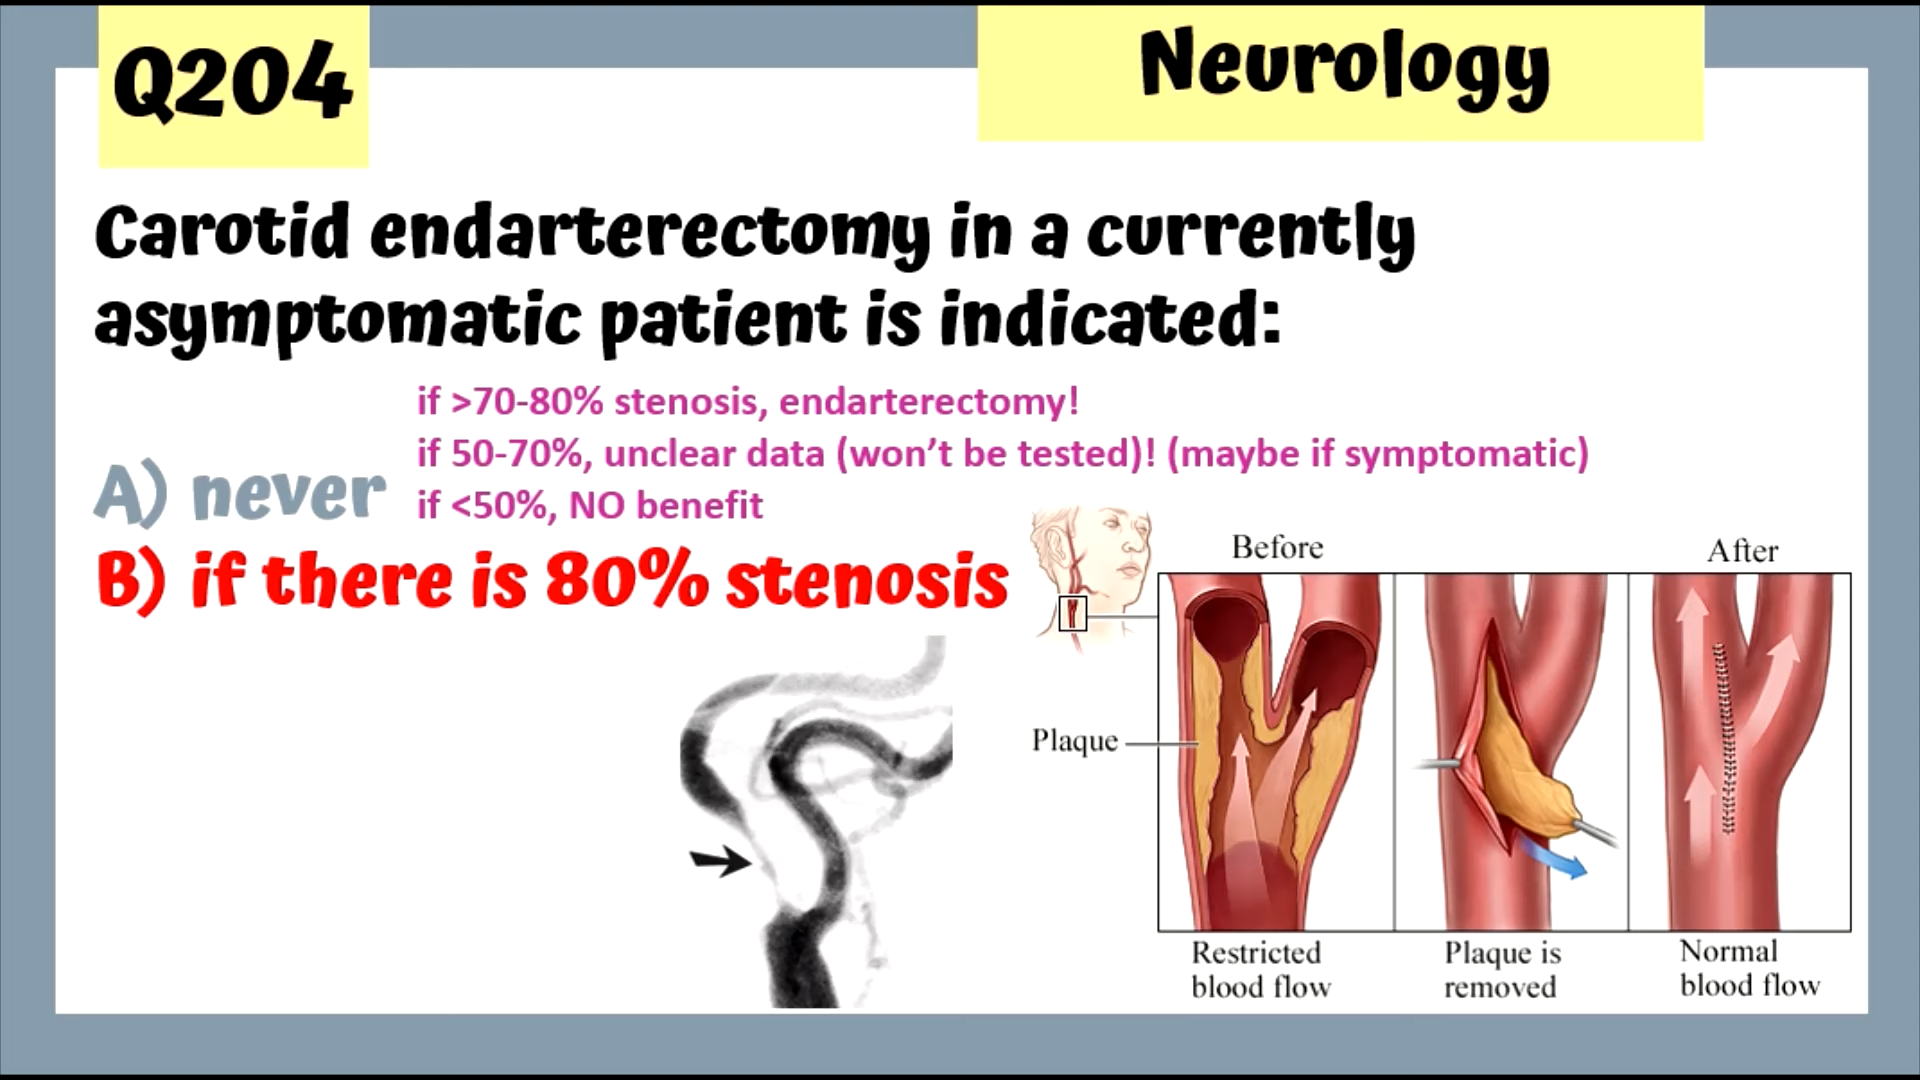 Q204
Neurology
Carotid endarterectomy in a currently
asymptomatic patient is indicated:
if >70-80% stenosis, endarterectomy!
if 50-70%, unclear data (won't be tested)! (maybe if symptomatic)
A) never
if <50%, NO benefit
B) if there is 80% stenosis
Before
After
Plaque
Restricted
blood flow
Plaque is
removed
Normal
blood flow